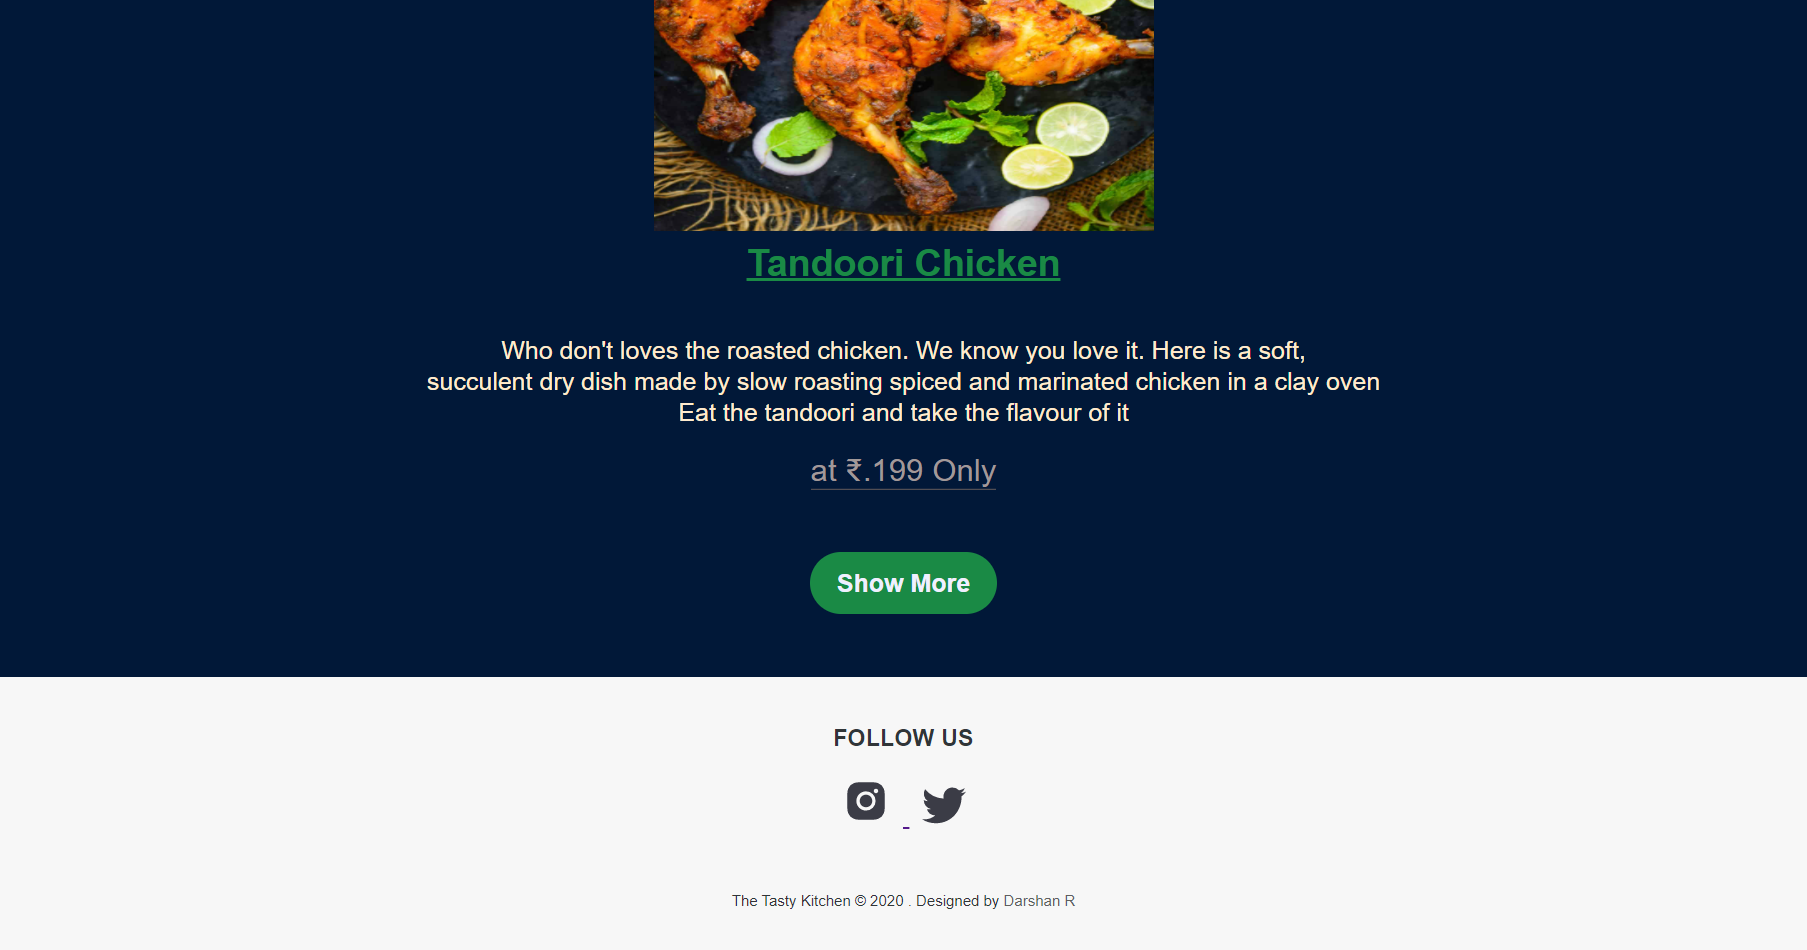 Tandoori Chicken
Who don't loves the roasted chicken. We know you love it. Here is a soft,
succulent dry dish made by slow roasting spiced and marinated chicken in a clay oven
Eat the tandoori and take the flavour of it
at ₹.199 Only
Show More
FOLLOW US
The Tasty Kitchen © 2020 . Designed by Darshan R